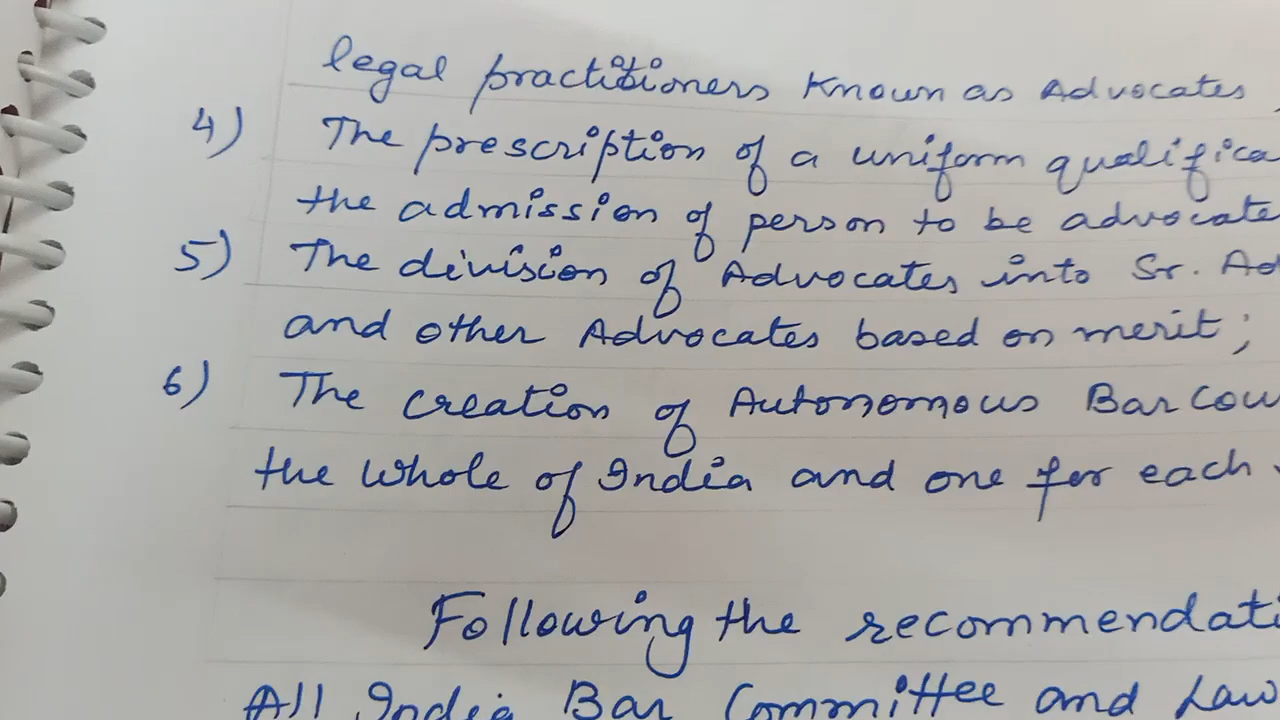 legal practitioners Known as Advocates,
4) The prescription of a uniform qualifica
the admission of person to be advocate
5) The division of Advocates into Sr. Ad
and other Advocates based on merit;
6) The creation of Autonomous Bar Cou
the whole of India and one for each
Following the recommendati
All India Bar Committee and Law